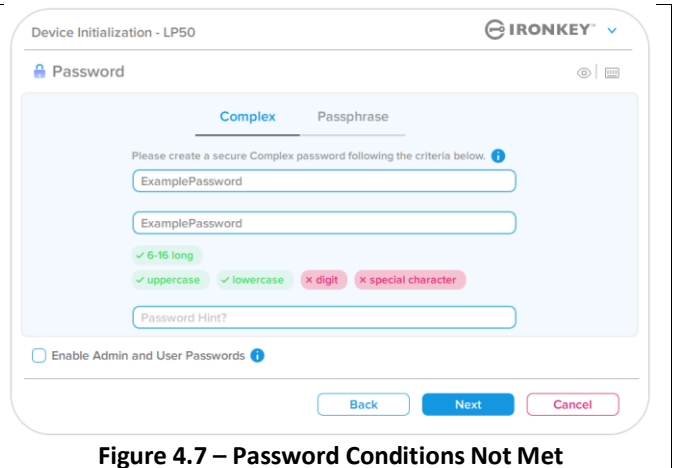 Device Initialization - LP50
IRONKEY™
Password
Complex Passphrase
Please create a secure Complex password following the criteria below. i
ExamplePassword
ExamplePassword
✓ 6-16 long
✓ uppercase ✓ lowercase × digit × special character
Password Hint?
Enable Admin and User Passwords i
Back Next Cancel
Figure 4.7 – Password Conditions Not Met